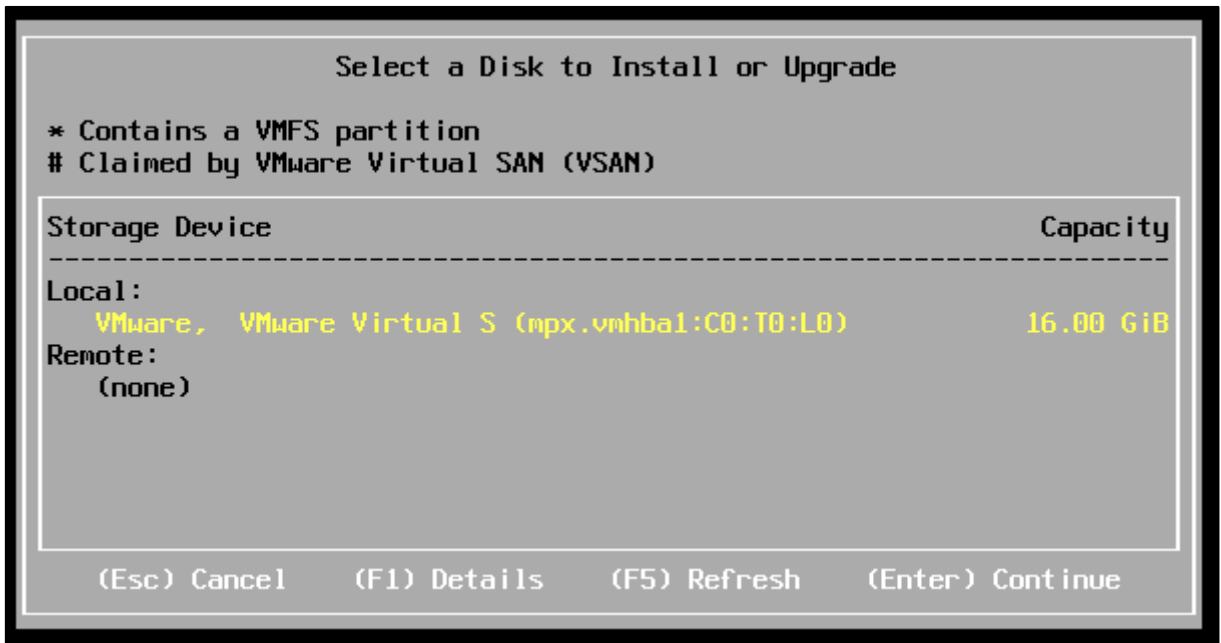 Select a Disk to Install or Upgrade
* Contains a VMFS partition
# Claimed by VMware Virtual SAN (VSAN)
Storage Device Capacity
--------------------------------------------------------------------
Local:
VMware,  VMware Virtual S (mpx.vmhba1:C0:T0:L0) 16.00 GiB
Remote:
(none)
(Esc) Cancel (F1) Details (F5) Refresh (Enter) Continue